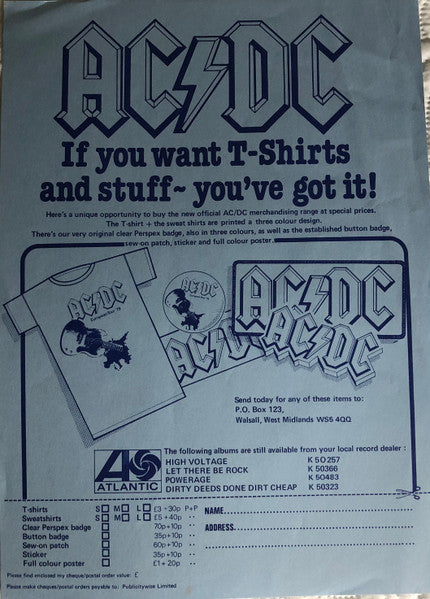 AC/DC
If you want T-Shirts
and stuff~ you've got it!
Here's a unique opportunity to buy the new official AC/DC merchandising range at special prices.
The T-shirt + the sweat shirts are printed a three colour design.
There's our very original clear Perspex badge, also in three colours, as well as the established button badge,
sew-on patch, sticker and full colour poster.
AC/DC
AC/DC
AC/DC
AC/DC
AC/DC
Send today for any of these items to:
P.O. Box 123,
Walsall, West Midlands WS5 4QQ
ATLANTIC
The following albums are still available from your local record dealer :
HIGH VOLTAGE K 50257
LET THERE BE ROCK K 50366
POWERAGE K 50483
DIRTY DEEDS DONE DIRT CHEAP K 50323
T-shirts S M L £3 +30p P+P
Sweatshirts S M L £5 +40p "
Clear Perspex badge 70p+10p "
Button badge 35p+10p "
Sew-on patch 60p+10p "
Sticker 35p+10p "
Full colour poster £1 +20p "
NAME
ADDRESS
Please find enclosed my cheque/postal order value: £
Please make cheques/postal orders payable to: Publicitywise Limited